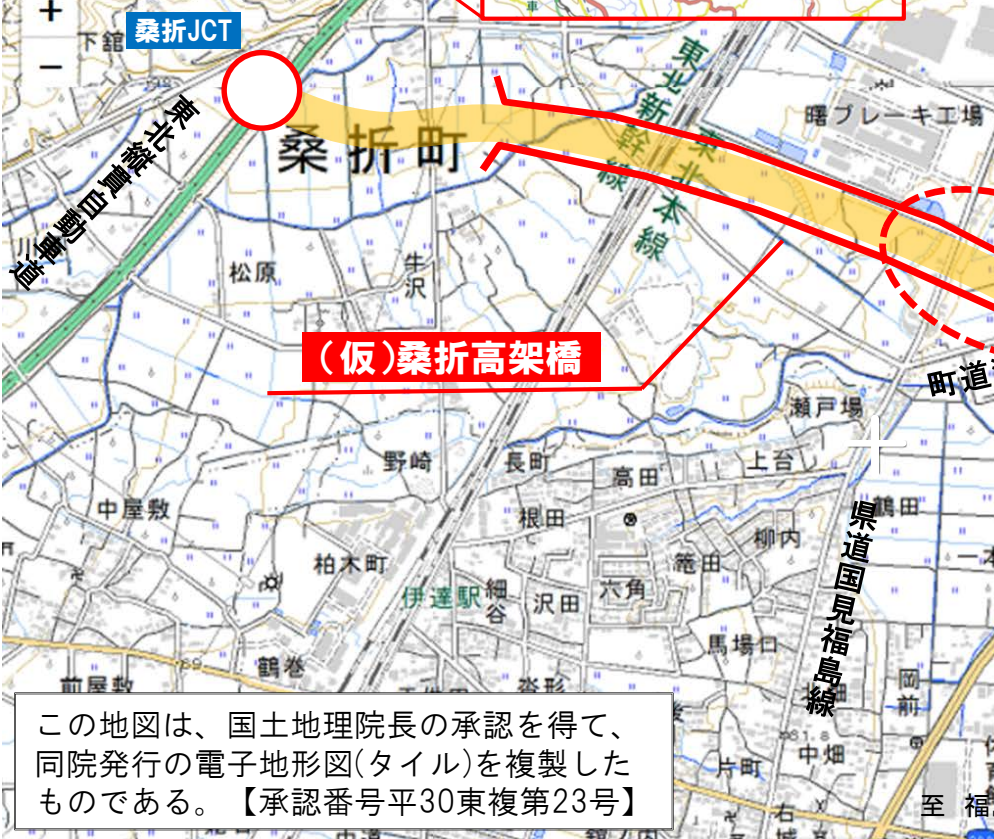 桑折JCT
下舘
東北縦貫自動車道
桑折町
東北新幹線
東北本線
曙ブレーキ工場
松原
牛沢
(仮)桑折高架橋
町道
瀬戸場
野崎
長町
高田
上台
中屋敷
根田
鶴田
柳内
柏木町
篭田
伊達駅
細谷
沢田
六角
県道国見福島線
馬場口
鶴巻
前屋敷
岡前
中畑
片町
この地図は、国土地理院長の承認を得て、
同院発行の電子地形図(タイル)を複製した
ものである。【承認番号平30東複第23号】
至 福